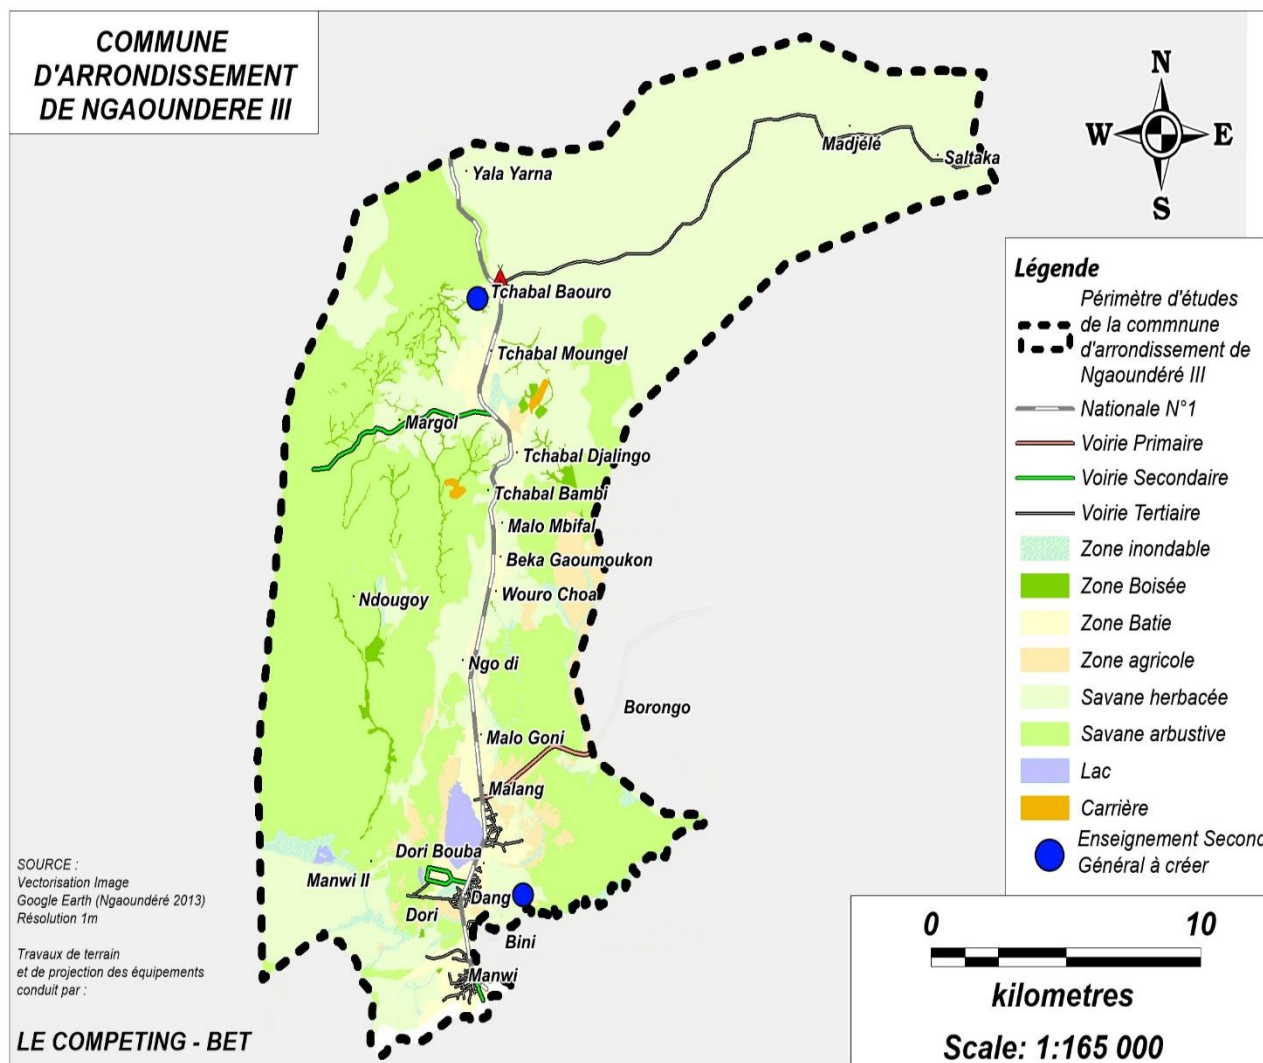 COMMUNE
D'ARRONDISSEMENT
DE NGAOUNDERE III
N
W
E
S
Yala Yarna
Madjélé
Saltaka
Tchabal Baouro
Tchabal Moungel
Margol
Tchabal Djalingo
Tchabal Bambi
Malo Mbifal
Beka Gaoumoukon
Wouro Choa
Ndougoy
Ngo di
Borongo
Malo Goni
Malang
Dori Bouba
Manwi II
Dang
Dori
Bini
Manwi
Légende
Périmètre d'études
de la commnune
d'arrondissement de
Ngaoundéré III
Nationale N°1
Voirie Primaire
Voirie Secondaire
Voirie Tertiaire
Zone inondable
Zone Boisée
Zone Batie
Zone agricole
Savane herbacée
Savane arbustive
Lac
Carrière
Enseignement Second
Général à créer
SOURCE :
Vectorisation Image
Google Earth (Ngaoundéré 2013)
Résolution 1m
Travaux de terrain
et de projection des équipements
conduit par :
LE COMPETING - BET
0 10
kilometres
Scale: 1:165 000